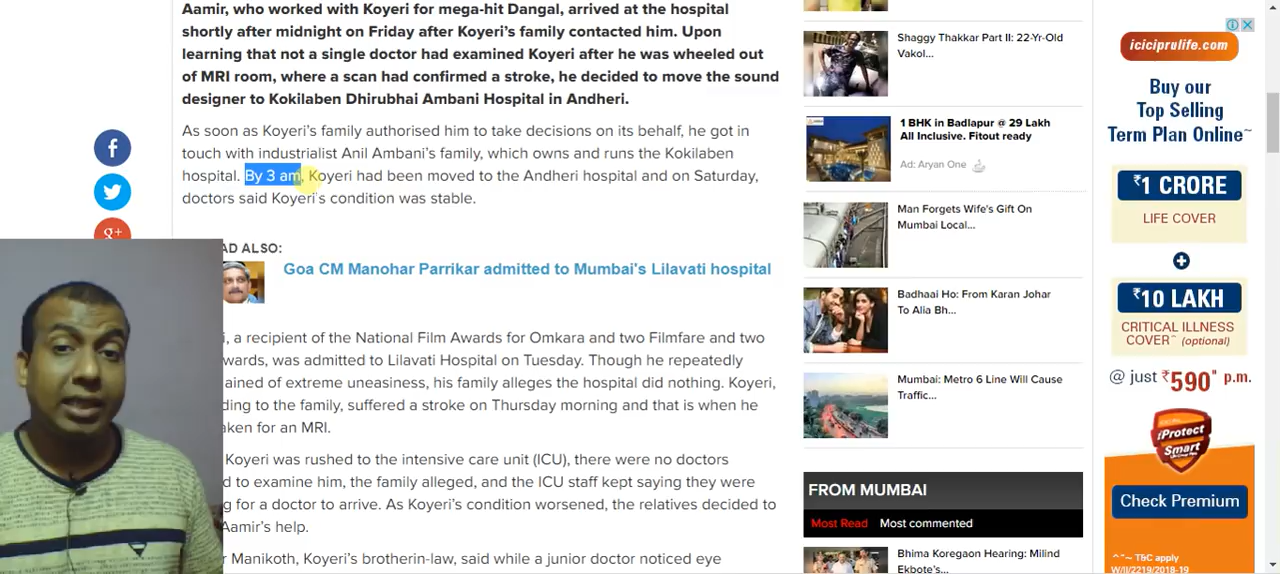 Aamir, who worked with Koyeri for mega-hit Dangal, arrived at the hospital
shortly after midnight on Friday after Koyeri's family contacted him. Upon
learning that not a single doctor had examined Koyeri after he was wheeled out
of MRI room, where a scan had confirmed a stroke, he decided to move the sound
designer to Kokilaben Dhirubhai Ambani Hospital in Andheri.
As soon as Koyeri's family authorised him to take decisions on its behalf, he got in
touch with industrialist Anil Ambani's family, which owns and runs the Kokilaben
hospital. By 3 am, Koyeri had been moved to the Andheri hospital and on Saturday,
doctors said Koyeri's condition was stable.
g+
AD ALSO:
Goa CM Manohar Parrikar admitted to Mumbai's Lilavati hospital
i, a recipient of the National Film Awards for Omkara and two Filmfare and two
wards, was admitted to Lilavati Hospital on Tuesday. Though he repeatedly
ained of extreme uneasiness, his family alleges the hospital did nothing. Koyeri,
ding to the family, suffered a stroke on Thursday morning and that is when he
aken for an MRI.
Koyeri was rushed to the intensive care unit (ICU), there were no doctors
d to examine him, the family alleged, and the ICU staff kept saying they were
g for a doctor to arrive. As Koyeri's condition worsened, the relatives decided to
Aamir's help.
r Manikoth, Koyeri's brotherin-law, said while a junior doctor noticed eye
Shaggy Thakkar Part II: 22-Yr-Old
Vakol...
1 BHK in Badlapur @ 29 Lakh
All Inclusive. Fitout ready
Ad: Aryan One
Man Forgets Wife's Gift On
Mumbai Local...
Badhaai Ho: From Karan Johar
To Alia Bh...
Mumbai: Metro 6 Line Will Cause
Traffic...
FROM MUMBAI
Most Read Most commented
Bhima Koregaon Hearing: Milind
Ekbote's...
iciciprulife.com
Buy our
Top Selling
Term Plan Online~
₹1 CRORE
LIFE COVER
₹10 LAKH
CRITICAL ILLNESS
COVER^ (optional)
@ just ₹590* p.m.
iProtect
Smart
Check Premium
^*~ T&C apply
W/II/2219/2018-19